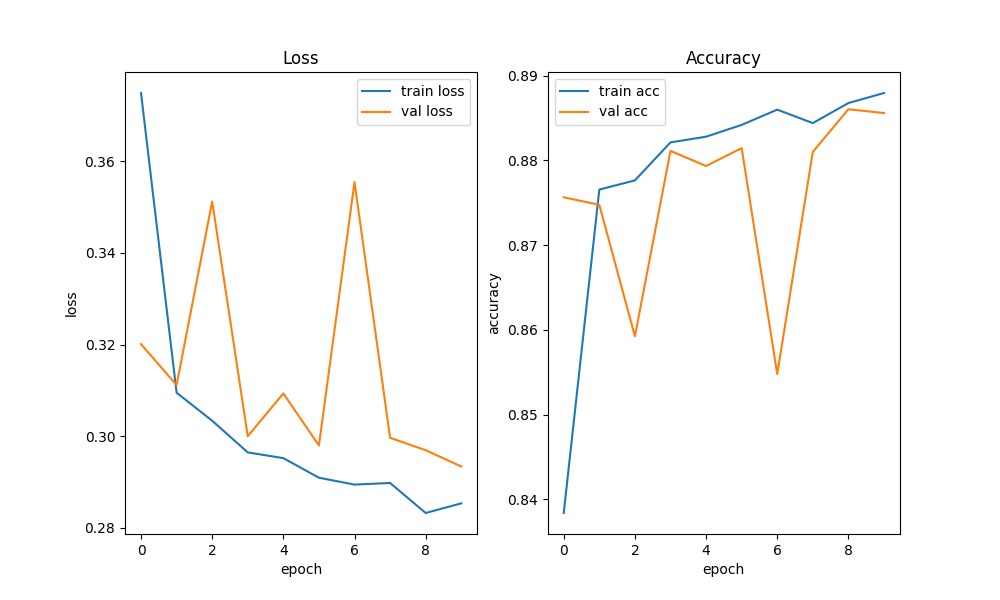 Loss
train loss
val loss
0.36
0.34
0.32
0.30
0.28
loss
0 2 4 6 8
epoch
Accuracy
train acc
val acc
0.89
0.88
0.87
0.86
0.85
0.84
accuracy
0 2 4 6 8
epoch